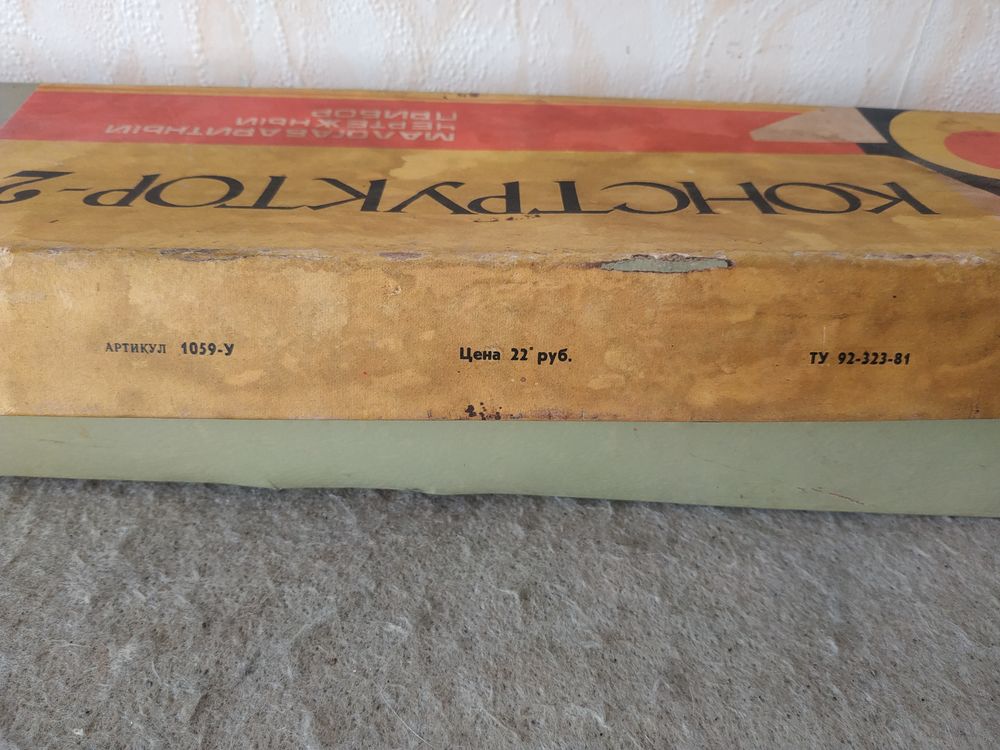 МАЛОГАБАРИТНЫЙ
ЧЕРТЕЖНЫЙ
ПРИБОР
КОНСТРУКТОР-2
АРТИКУЛ 1059-У
Цена 22 руб.
ТУ 92-323-81